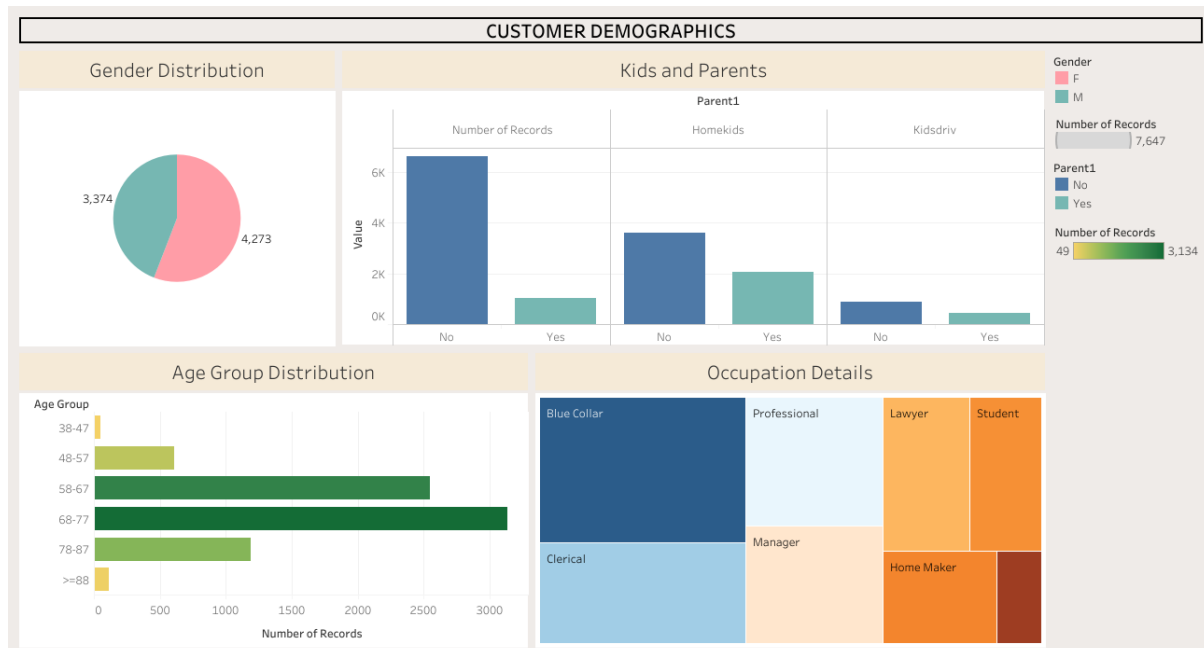 CUSTOMER DEMOGRAPHICS
Gender Distribution
3,374
4,273
Kids and Parents
Parent1
Number of Records Homekids Kidsdriv
Value
6K
4K
2K
0K
No Yes No Yes No Yes
Gender
F
M
Number of Records
7,647
Parent1
No
Yes
Number of Records
49 3,134
Age Group Distribution
Age Group
38-47
48-57
58-67
68-77
78-87
>=88
0 500 1000 1500 2000 2500 3000
Number of Records
Occupation Details
Blue Collar Professional Lawyer Student
Clerical Manager Home Maker